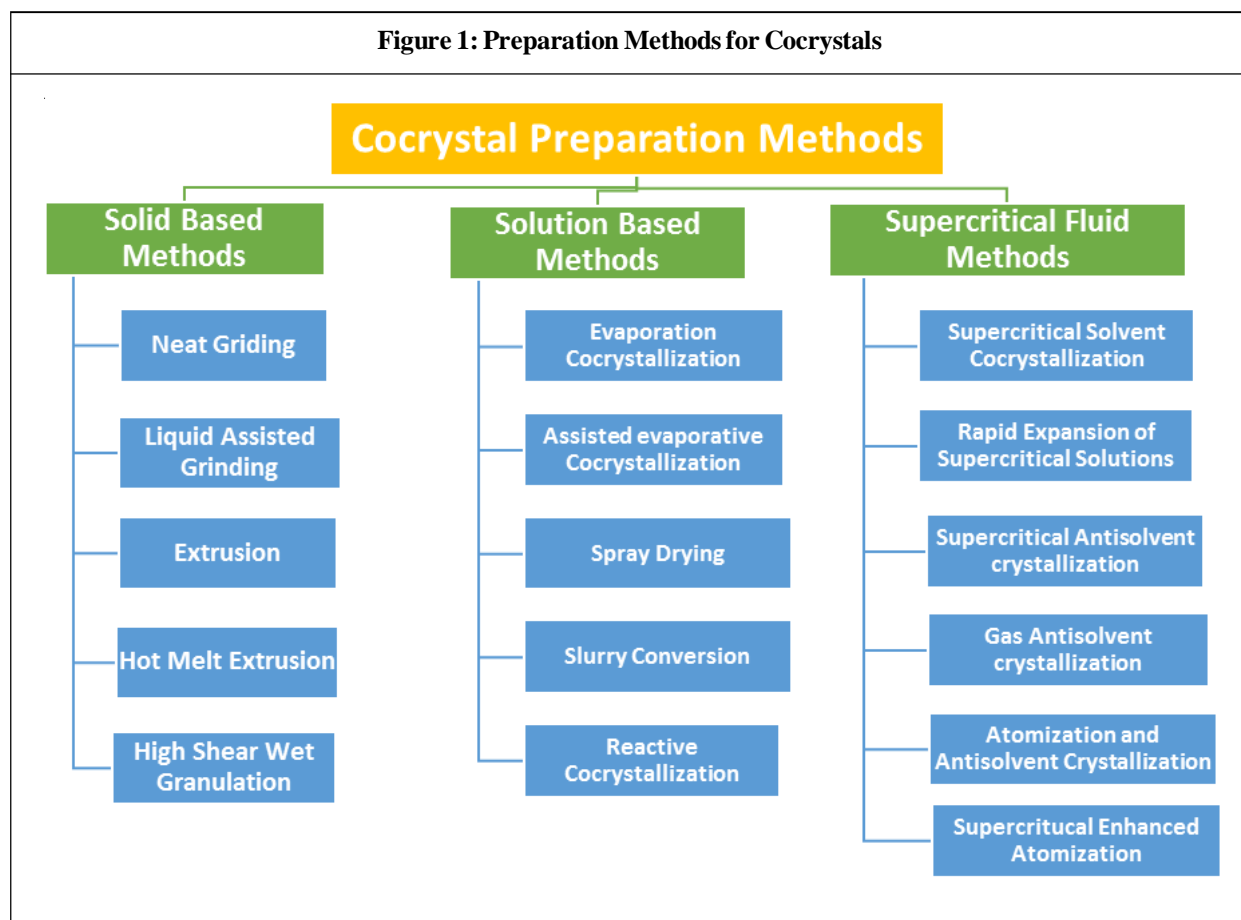 Figure 1: Preparation Methods for Cocrystals
Cocrystal Preparation Methods
Solid Based
Methods
Neat Griding
Liquid Assisted
Grinding
Extrusion
Hot Melt Extrusion
High Shear Wet
Granulation
Solution Based
Methods
Evaporation
Cocrystallization
Assisted evaporative
Cocrystallization
Spray Drying
Slurry Conversion
Reactive
Cocrystallization
Supercritical Fluid
Methods
Supercritical Solvent
Cocrystallization
Rapid Expansion of
Supercritical Solutions
Supercritical Antisolvent
crystallization
Gas Antisolvent
crystallization
Atomization and
Antisolvent Crystallization
Supercritucal Enhanced
Atomization